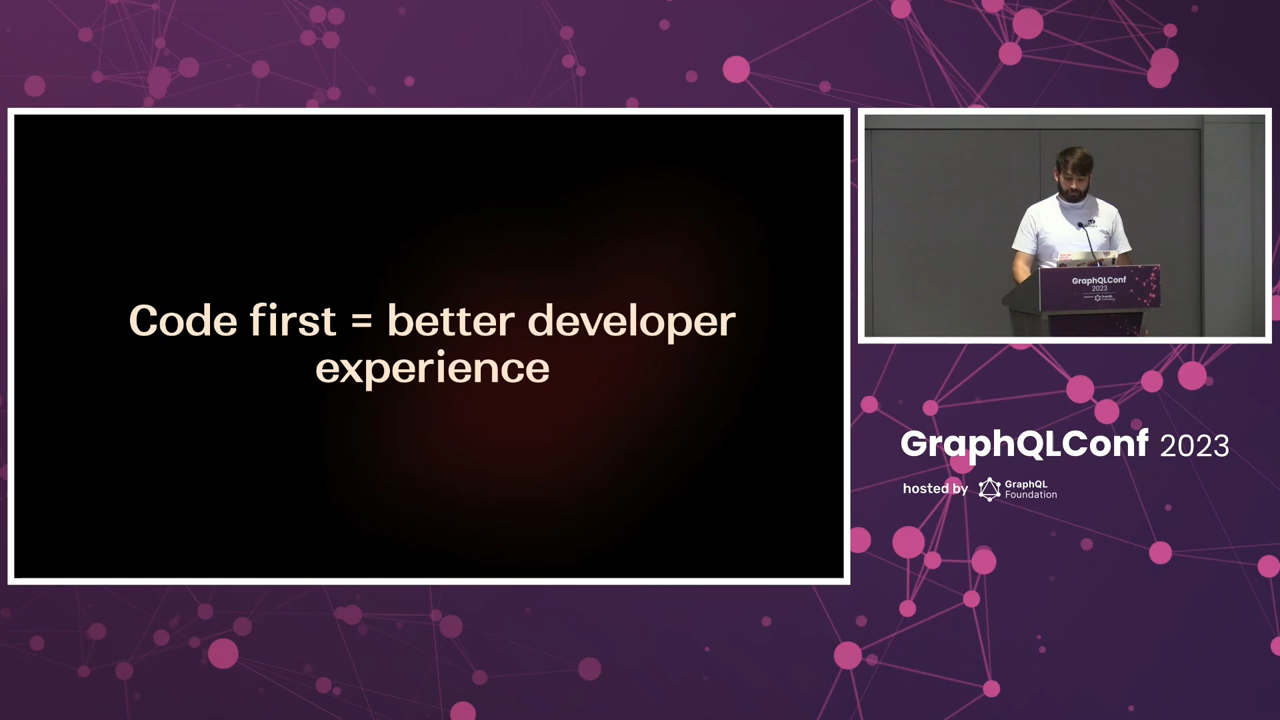 Code first = better developer
experience
GraphQLConf
2023
GraphQLConf 2023
hosted by GraphQL
Foundation